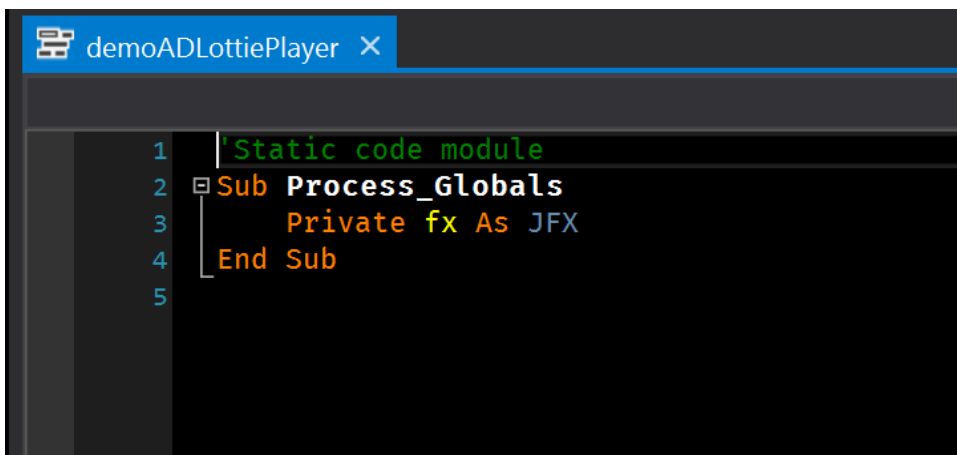 demoADLottiePlayer ×
1 'Static code module
2 Sub Process_Globals
3     Private fx As JFX
4 End Sub
5